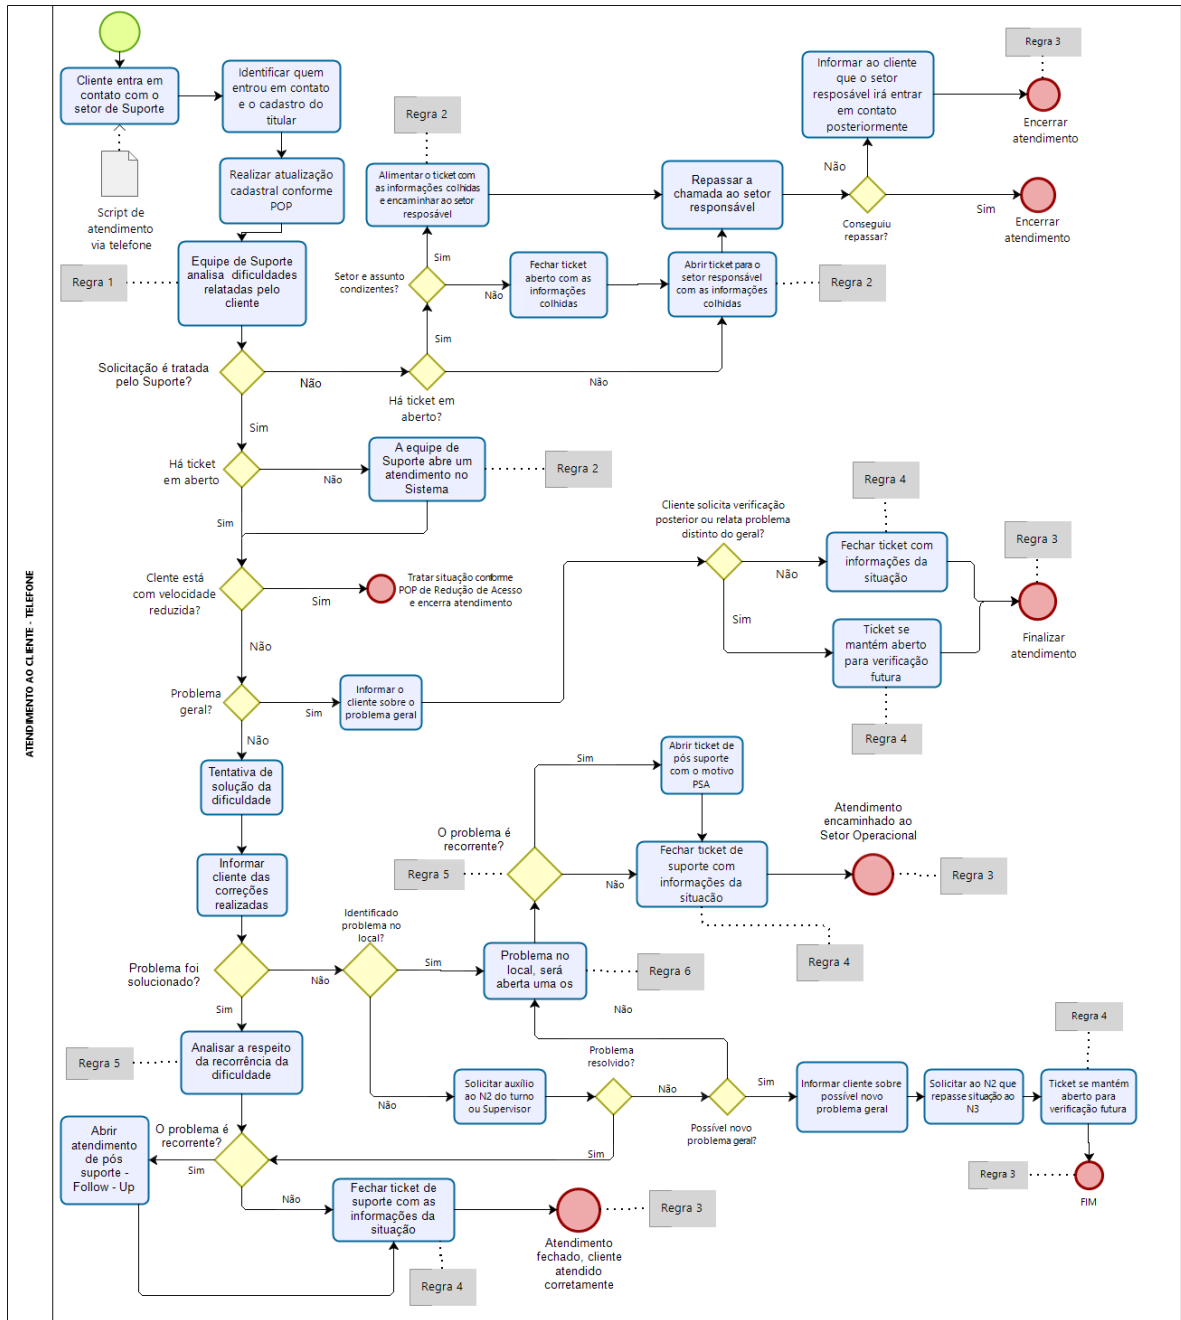 ATENDIMENTO AO CLIENTE - TELEFONE
Cliente entra em
contato com o
setor de Suporte
Identificar quem
entrou em contato
e o cadastro do
titular
Script de
atendimento
via telefone
Realizar atualização
cadastral conforme
POP
Regra 1
Equipe de Suporte
analisa dificuldades
relatadas pelo
cliente
Regra 2
Alimentar o ticket com
as informações colhidas
e encaminhar ao setor
resposável
Sim
Setor e assunto
condizentes?
Não
Fechar ticket
aberto com as
informações
colhidas
Abrir ticket para o
setor responsável
com as informações
colhidas
Regra 2
Repassar a
chamada ao setor
responsável
Informar ao cliente
que o setor
resposável irá entrar
em contato
posteriormente
Regra 3
Encerrar
atendimento
Não
Conseguiu
repassar?
Sim
Encerrar
atendimento
Solicitação é tratada
pelo Suporte?
Não
Sim
Há ticket em
aberto?
Não
Sim
Há ticket
em aberto
Não
A equipe de
Suporte abre um
atendimento no
Sistema
Regra 2
Sim
Cliente solicita verificação
posterior ou relata problema
distinto do geral?
Não
Regra 4
Fechar ticket com
informações da
situação
Regra 3
Sim
Ticket se
mantém aberto
para verificação
futura
Regra 4
Finalizar
atendimento
Clente está
com velocidade
reduzida?
Sim
Tratar situação conforme
POP de Redução de Acesso
e encerra atendimento
Não
Problema
geral?
Sim
Informar o
cliente sobre o
problema geral
Não
Tentativa de
solução da
dificuldade
Informar
cliente das
correções
realizadas
Sim
Abrir ticket de
pós suporte
com o motivo
PSA
O problema é
recorrente?
Regra 5
Não
Fechar ticket de
suporte com
informações da
situacão
Atendimento
encaminhado ao
Setor Operacional
Regra 3
Regra 4
Identificado
problema no
local?
Problema foi
solucionado?
Não
Sim
Problema no
local, será
aberta uma os
Regra 6
Não
Sim
Regra 5
Analisar a respeito
da recorrência da
dificuldade
Não
Solicitar auxílio
ao N2 do turno
ou Supervisor
Problema
resolvido?
Não
Sim
Possível novo
problema geral?
Sim
Informar cliente sobre
possível novo
problema geral
Solicitar ao N2 que
repasse situação ao
N3
Regra 4
Ticket se mantém
aberto para
verificação futura
Regra 3
FIM
Abrir
atendimento
de pós
suporte -
Follow - Up
O problema é
recorrente?
Sim
Não
Fechar ticket de
suporte com as
informações da
situação
Regra 4
Regra 3
Atendimento
fechado, cliente
atendido
corretamente